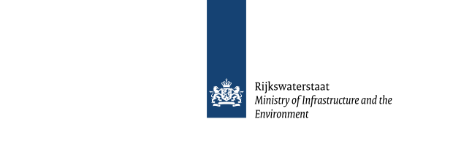 Rijkswaterstaat
Ministry of Infrastructure and the
Environment